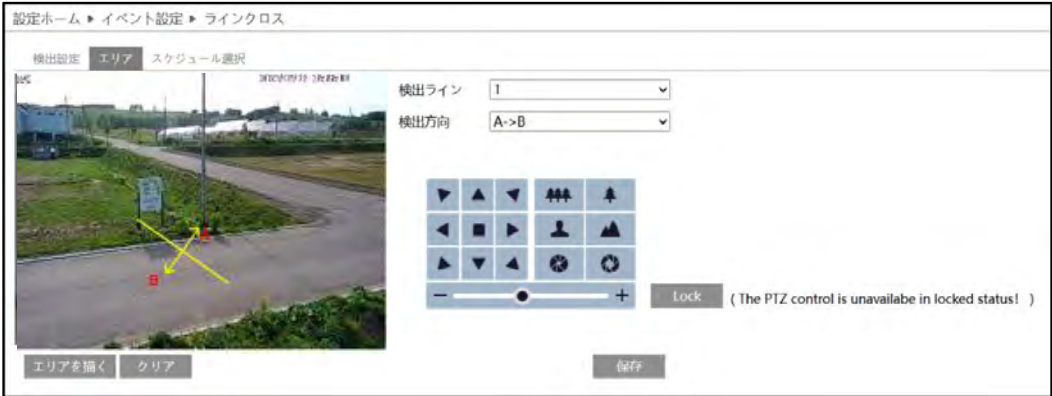 設定ホーム ▶ イベント設定 ▶ ラインクロス
検出設定 エリア スケジュール選択
検出ライン 1
検出方向 A->B
A
B
Lock ( The PTZ control is unavailabe in locked status! )
エリアを描く クリア 保存